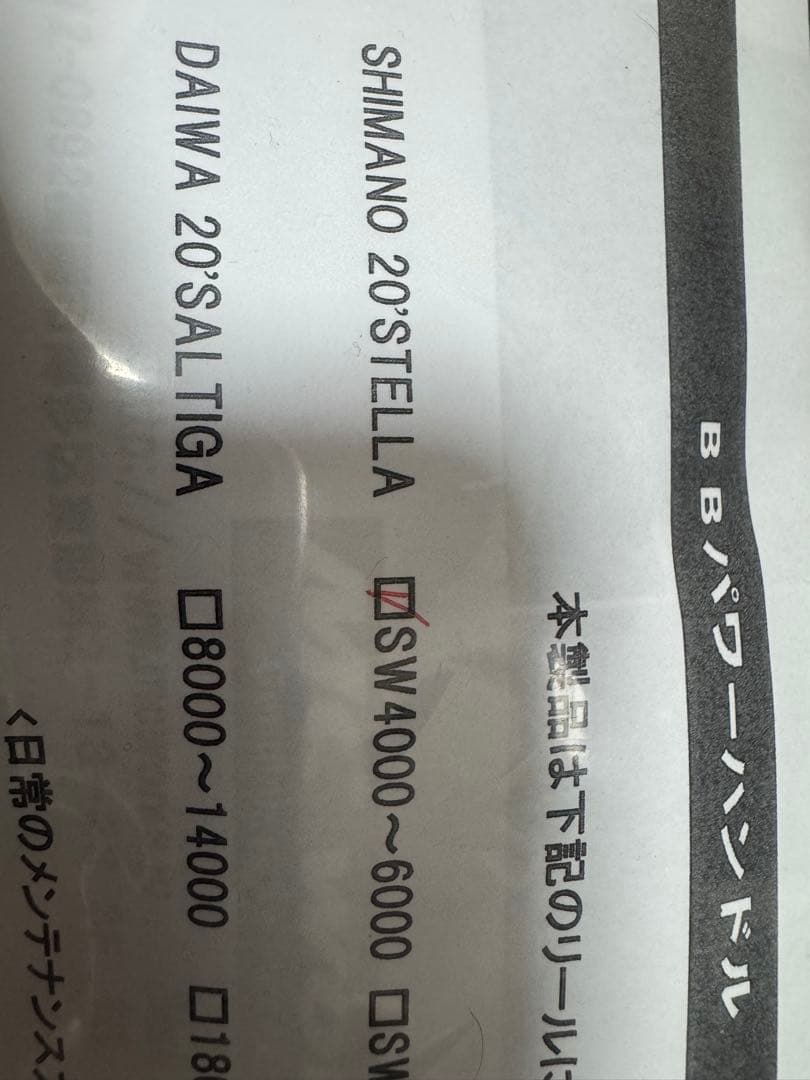 BBパワーハンドル
本製品は下記のリールに
SHIMANO 20'STELLA ☑SW4000～6000 □SW
DAIWA 20'SALTIGA □8000～14000 □180
<日常のメンテナンス